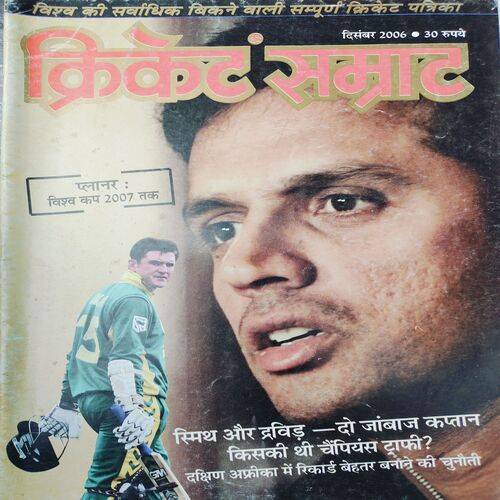 विश्व की सर्वाधिक बिकने वाली सम्पूर्ण क्रिकेट पत्रिका
दिसंबर 2006 ● 30 रुपये
क्रिकेट सम्राट
प्लानर :
विश्व कप 2007 तक
स्मिथ और द्रविड़ — दो जांबाज कप्तान
किसकी थी चैंपियंस ट्राफी?
दक्षिण अफ्रीका में रिकार्ड बेहतर बनाने की चुनौती